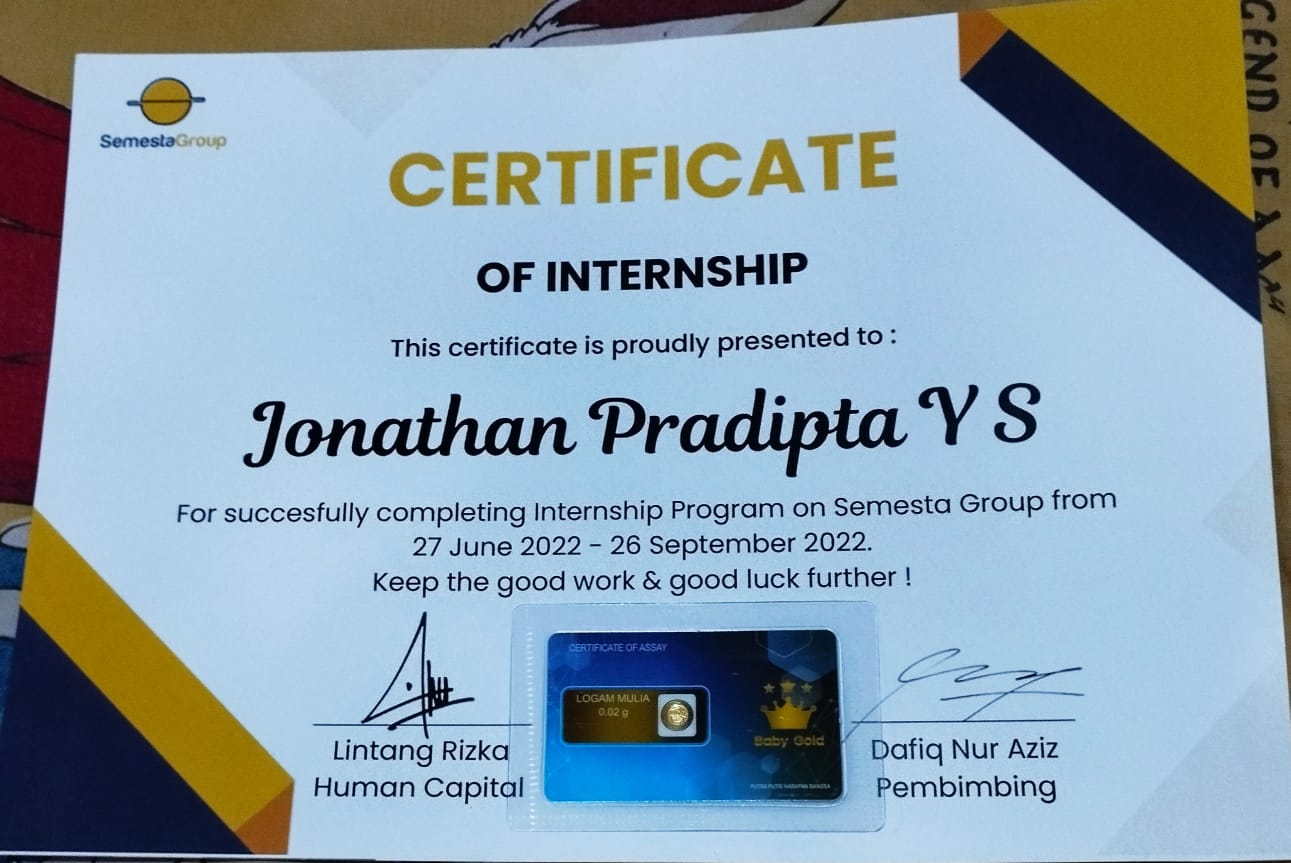 SemestaGroup
CERTIFICATE
OF INTERNSHIP
This certificate is proudly presented to :
Jonathan Pradipta Y S
For succesfully completing Internship Program on Semesta Group from
27 June 2022 - 26 September 2022.
Keep the good work & good luck further !
CERTIFICATE OF ASSAY
LOGAM MULIA
0.02 g
Baby Gold
PUTRA PUTRI HARAPAN BANGSA
Lintang Rizka
Human Capital
Dafiq Nur Aziz
Pembimbing
GEND OF A